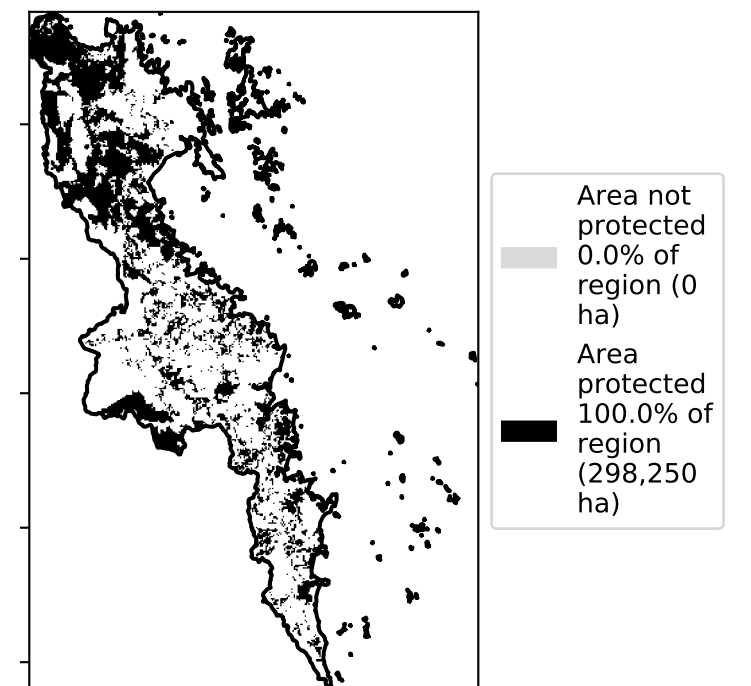 Area not
protected
0.0% of
region (0
ha)
Area
protected
100.0% of
region
(298,250
ha)